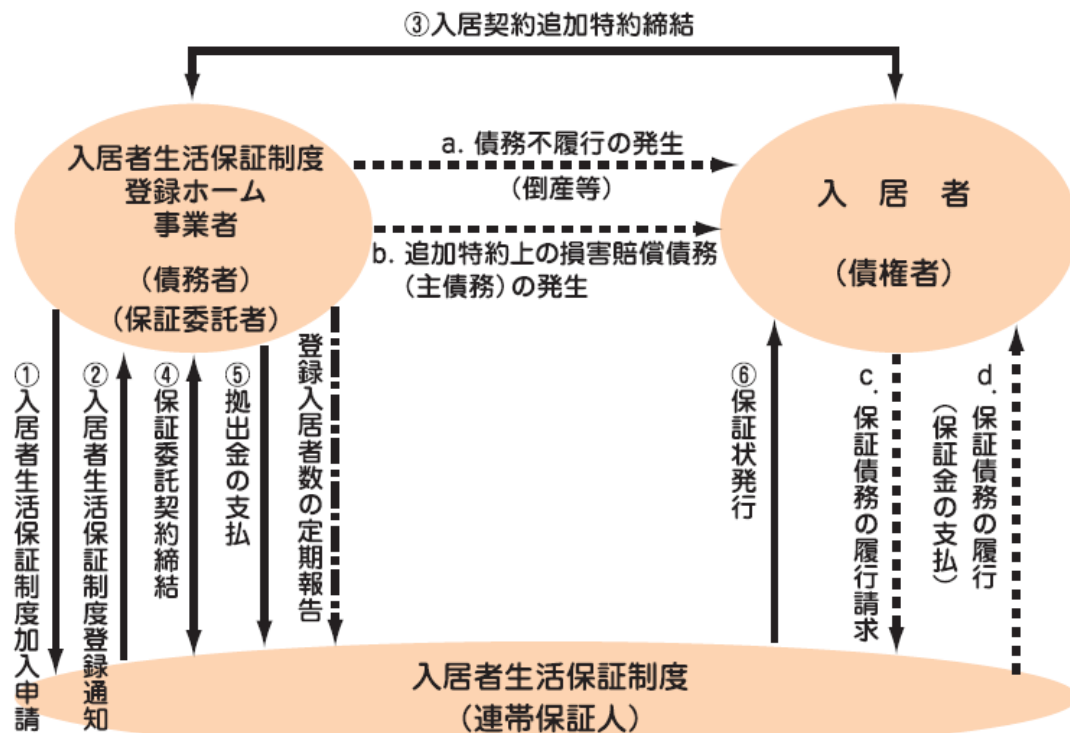 ③入居契約追加特約締結
入居者生活保証制度
登録ホーム
事業者
(債務者)
(保証委託者)
a. 債務不履行の発生
(倒産等)
b. 追加特約上の損害賠償債務
(主債務)の発生
入居者
(債権者)
①入居者生活保証制度加入申請
②入居者生活保証制度登録通知
④保証委託契約締結
⑤拠出金の支払
登録入居者数の定期報告
⑥保証状発行
c. 保証債務の履行請求
d. 保証債務の履行
(保証金の支払)
入居者生活保証制度
(連帯保証人)